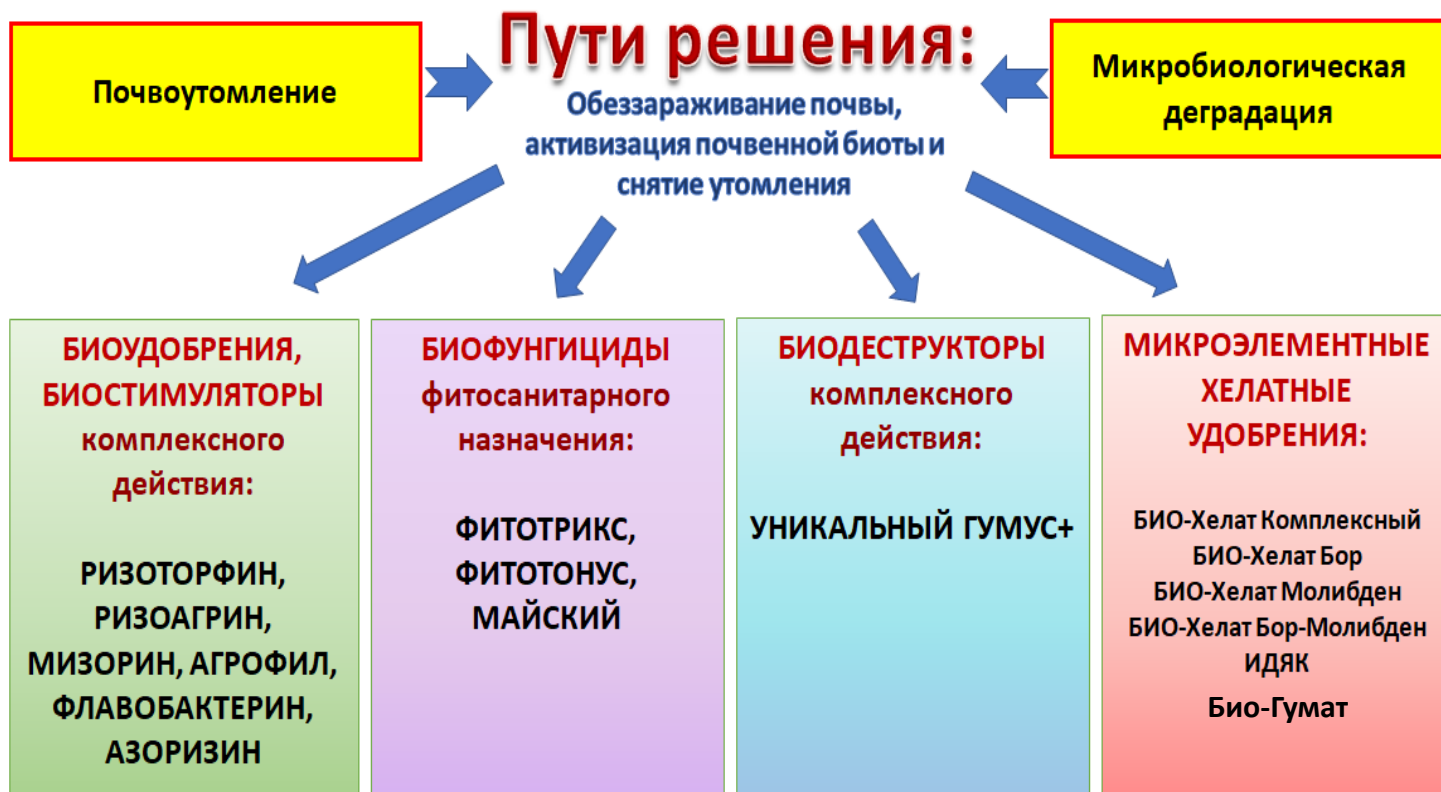 Почвоутомление
Пути решения:
Обеззараживание почвы,
активизация почвенной биоты и
снятие утомления
Микробиологическая
деградация
БИОУДОБРЕНИЯ,
БИОСТИМУЛЯТОРЫ
комплексного
действия:
РИЗОТОРФИН,
РИЗОАГРИН,
МИЗОРИН, АГРОФИЛ,
ФЛАВОБАКТЕРИН,
АЗОРИЗИН
БИОФУНГИЦИДЫ
фитосанитарного
назначения:
ФИТОТРИКС,
ФИТОТОНУС,
МАЙСКИЙ
БИОДЕСТРУКТОРЫ
комплексного
действия:
УНИКАЛЬНЫЙ ГУМУС+
МИКРОЭЛЕМЕНТНЫЕ
ХЕЛАТНЫЕ
УДОБРЕНИЯ:
БИО-Хелат Комплексный
БИО-Хелат Бор
БИО-Хелат Молибден
БИО-Хелат Бор-Молибден
ИДЯК
Био-Гумат